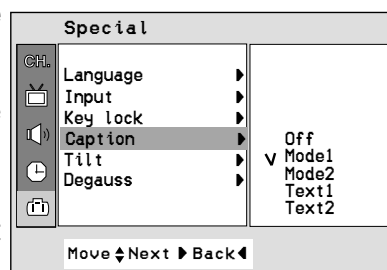 Special
CH.
Language
Input
Key lock
Caption
Tilt
Degauss
Off
Mode1
Mode2
Text1
Text2
Move Next Back